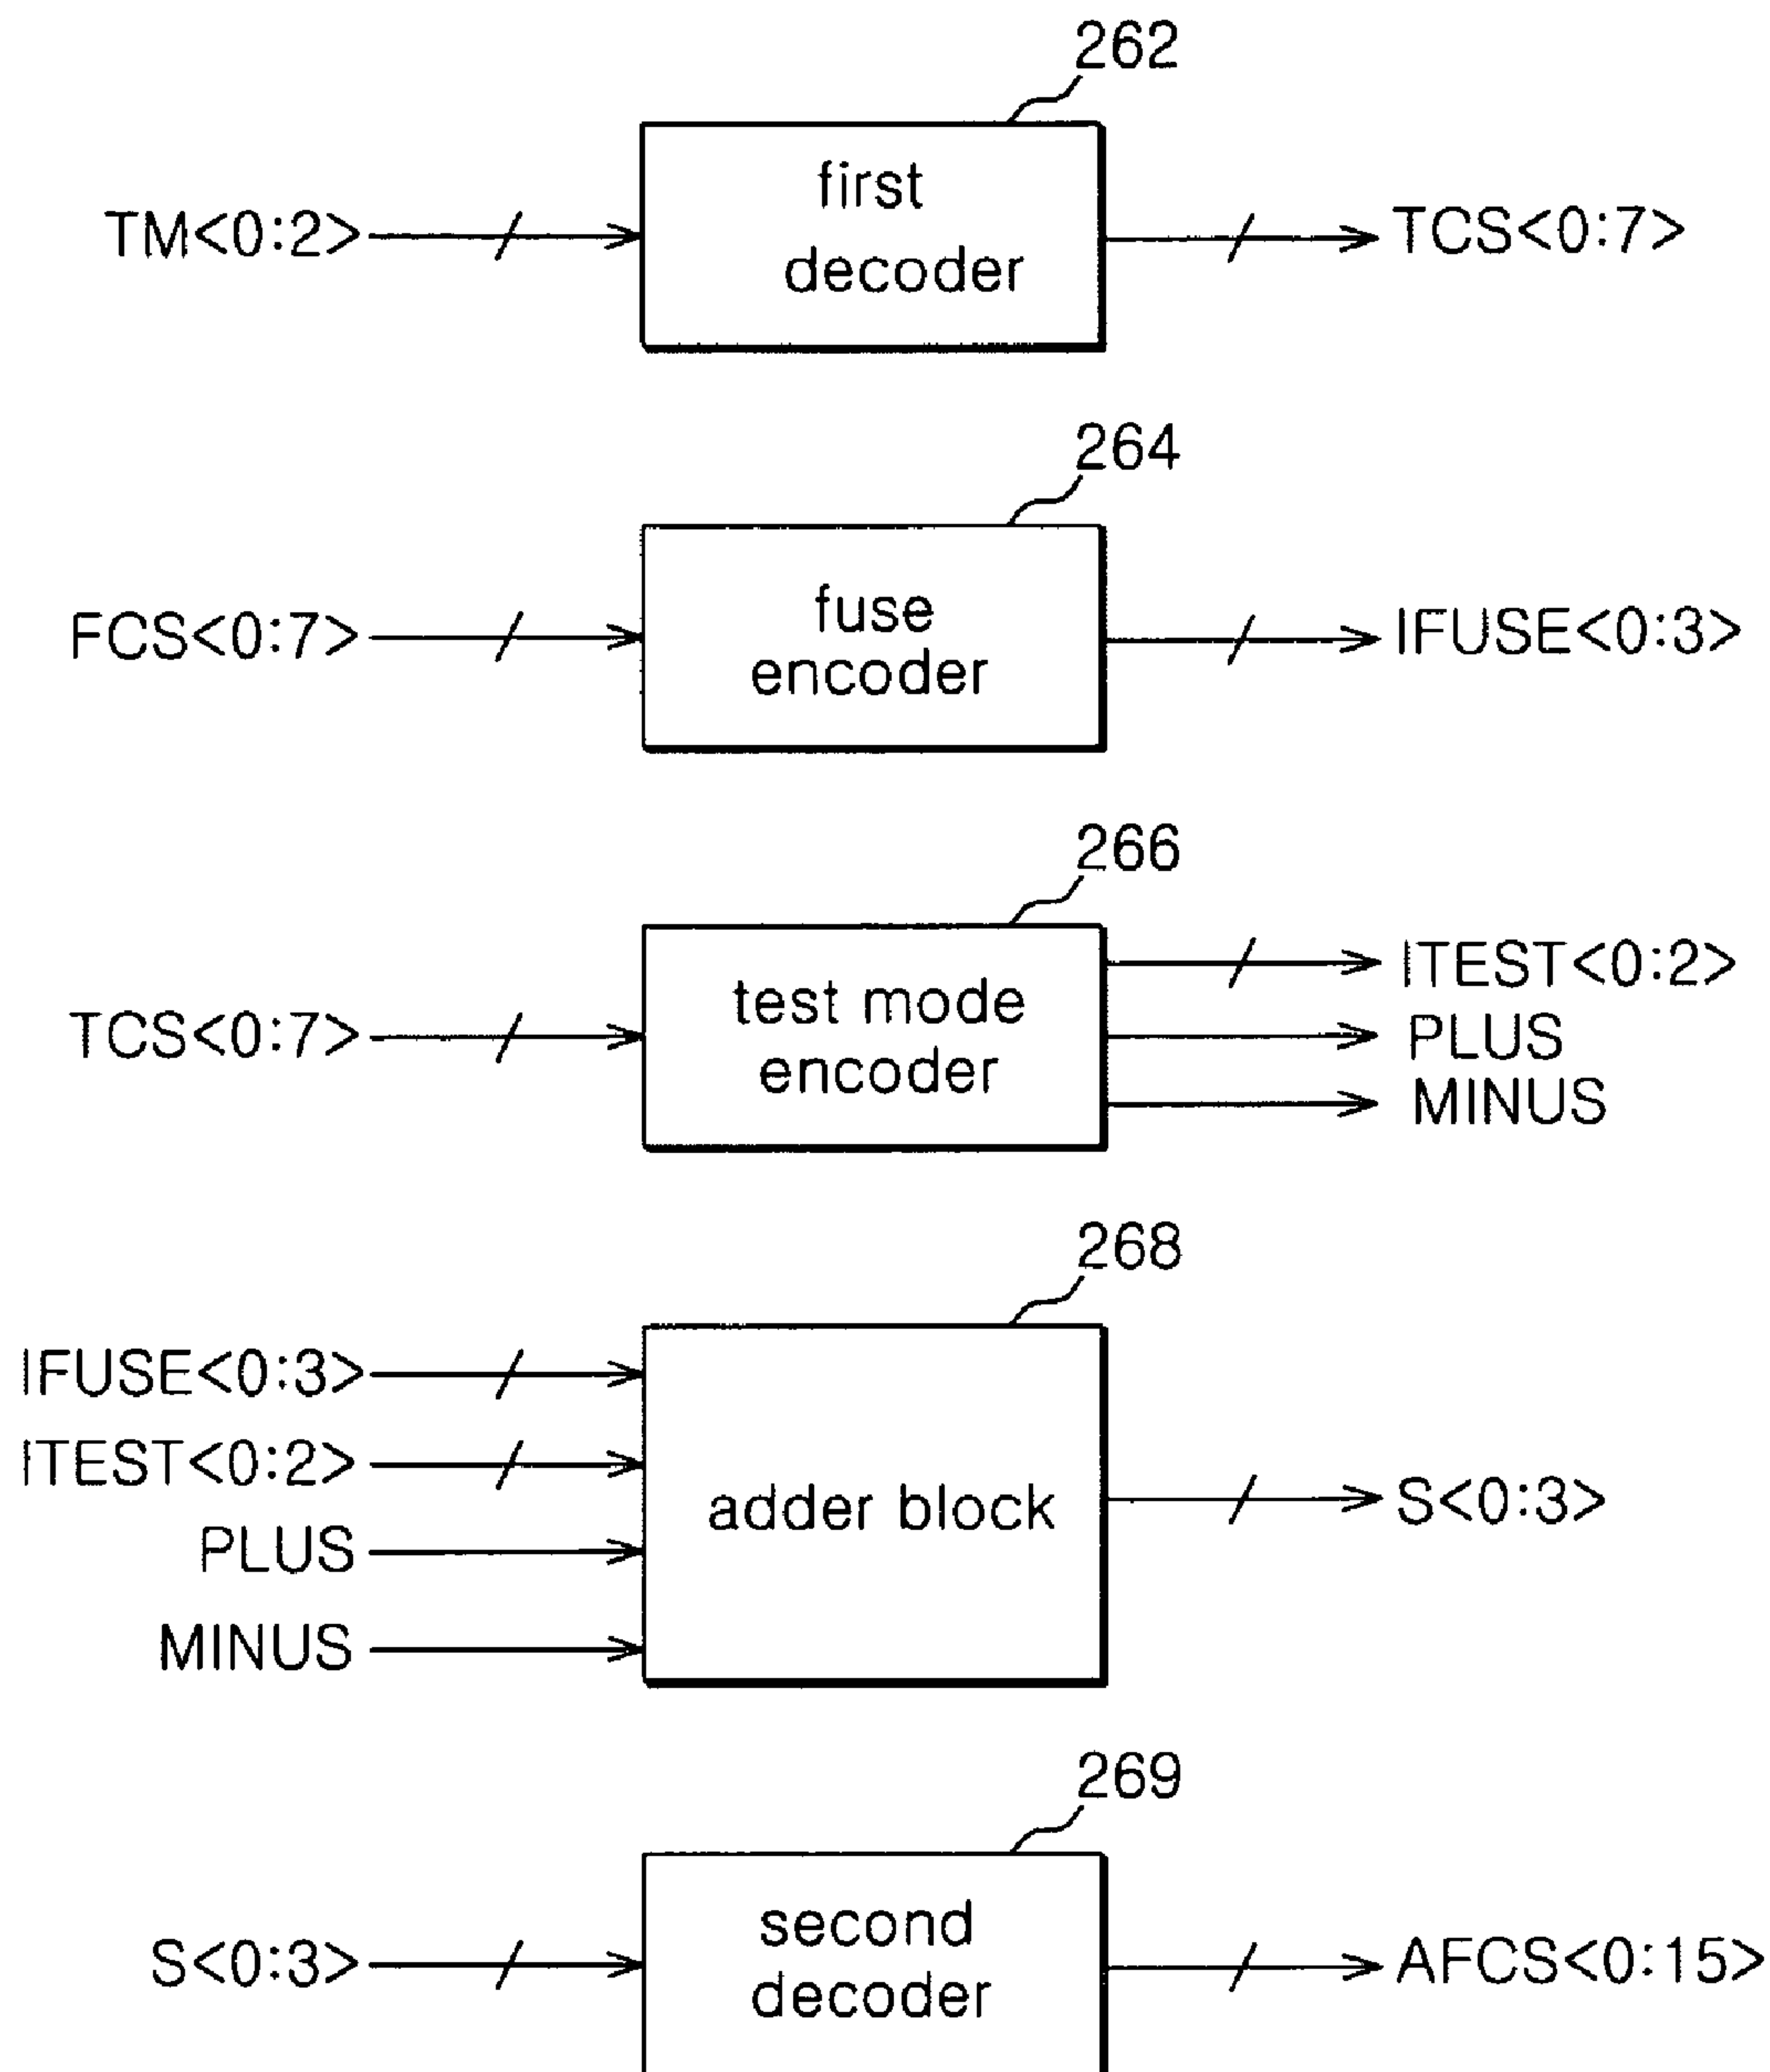 262
TM<0:2>
first
decoder
TCS<0:7>
264
FCS<0:7>
fuse
encoder
IFUSE<0:3>
266
TCS<0:7>
test mode
encoder
ITEST<0:2>
PLUS
MINUS
268
IFUSE<0:3>
ITEST<0:2>
PLUS
MINUS
adder block
S<0:3>
269
S<0:3>
second
decoder
AFCS<0:15>